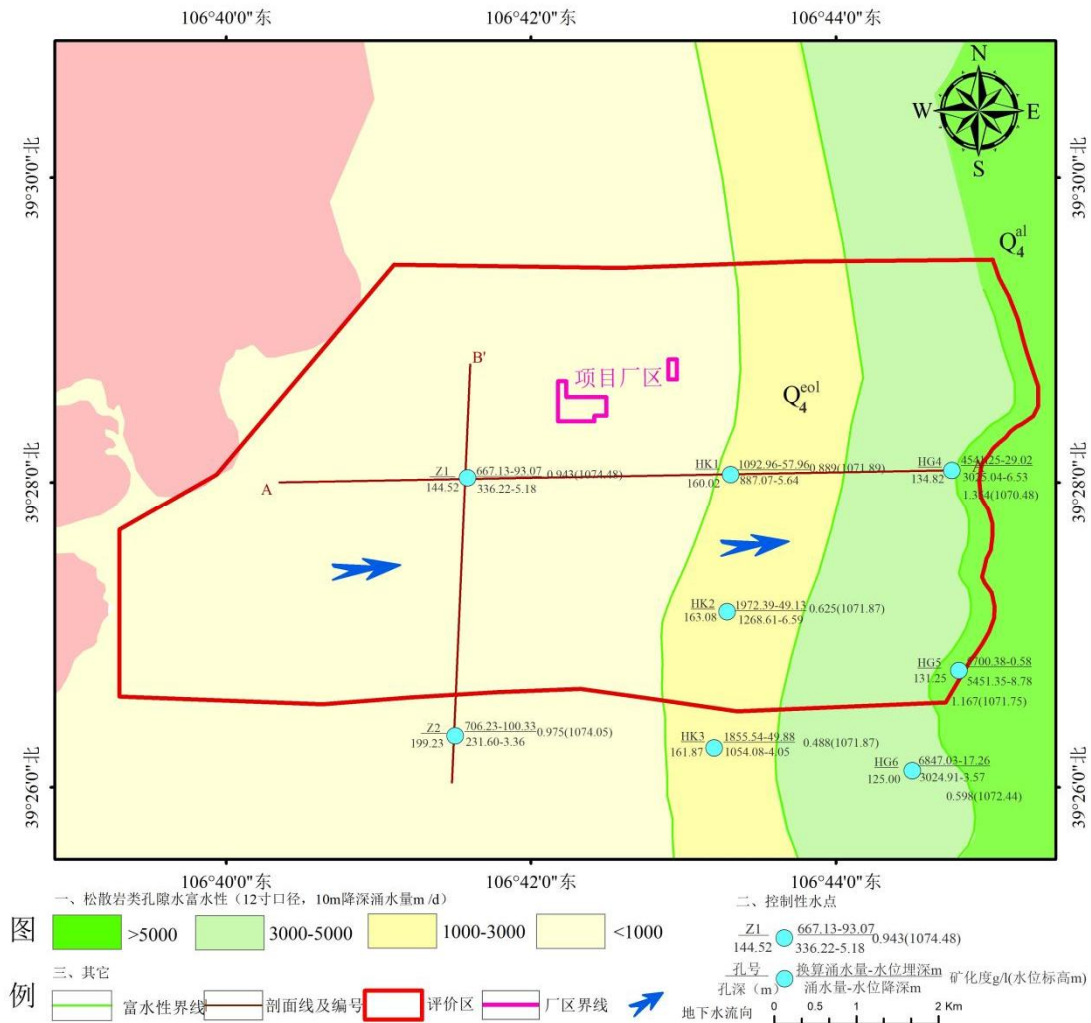 106°40'0"东 106°42'0"东 106°44'0"东
39°30'0"北 39°30'0"北
N
W E
S
Q₄^al
B'
项目厂区
Q₄^eol
39°28'0"北 39°28'0"北
A
Z1 667.13-93.07 0.943(1074.48)
144.52 336.22-5.18
HK1 1092.96-57.96 0.889(1071.89)
160.02 887.07-5.64
HG4
134.82 3025.04-6.53
(1070.48)
HK2 1972.39-49.13 0.625(1071.87)
163.08 1268.61-6.59
HG5
131.25 5451.35-8.78
1.167(1071.75)
Z2 706.23-100.33 0.975(1074.05)
199.23 231.60-3.36
HK3 1855.54-49.88 0.488(1071.87)
161.87 1054.08-4.05
HG6 6847.03-17.26
125.00 3024.91-3.57
0.598(1072.44)
39°26'0"北 39°26'0"北
106°40'0"东 106°42'0"东 106°44'0"东
图例
一、松散岩类孔隙水富水性（12寸口径，10m降深涌水量m /d）
>5000 3000-5000 1000-3000 <1000
三、其它
富水性界线 剖面线及编号 评价区 厂区界线 地下水流向
二、控制性水点
Z1 667.13-93.07 0.943(1074.48)
144.52 336.22-5.18
孔号 换算涌水量-水位埋深m 矿化度g/l(水位标高m)
孔深（m） 涌水量-水位降深m
0 0.5 1 2 Km